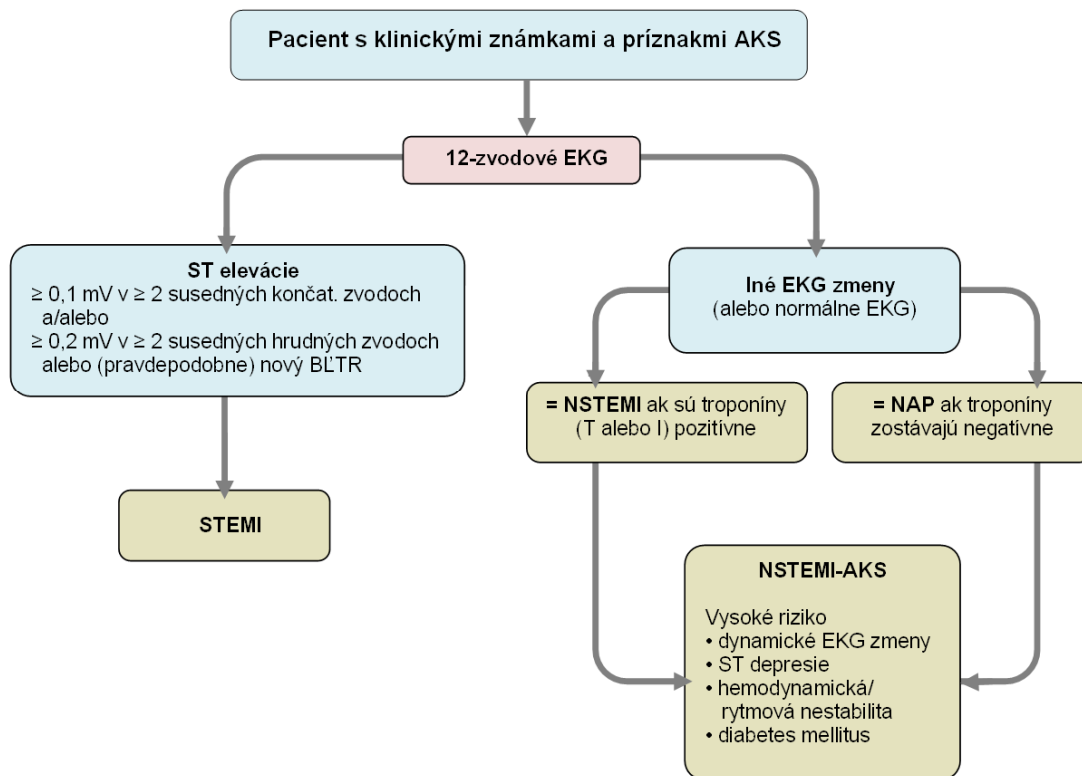 Pacient s klinickými známkami a príznakmi AKS
12-zvodové EKG
ST elevácie
≥ 0,1 mV v ≥ 2 susedných končat. zvodoch
a/alebo
≥ 0,2 mV v ≥ 2 susedných hrudných zvodoch
alebo (pravdepodobne) nový BĽTR
STEMI
Iné EKG zmeny
(alebo normálne EKG)
= NSTEMI ak sú troponíny
(T alebo I) pozitívne
= NAP ak troponíny
zostávajú negatívne
NSTEMI-AKS
Vysoké riziko
• dynamické EKG zmeny
• ST depresie
• hemodynamická/
rytmová nestabilita
• diabetes mellitus